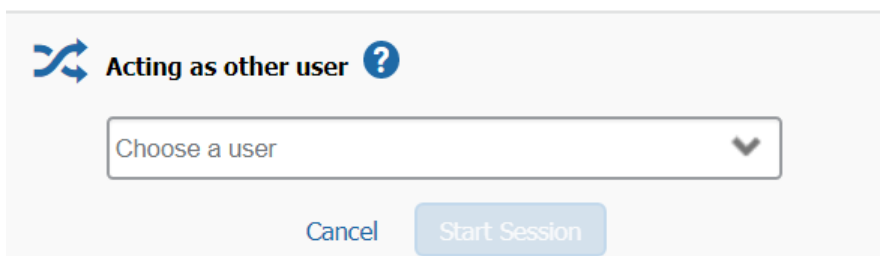 Acting as other user ?
Choose a user
Cancel Start Session